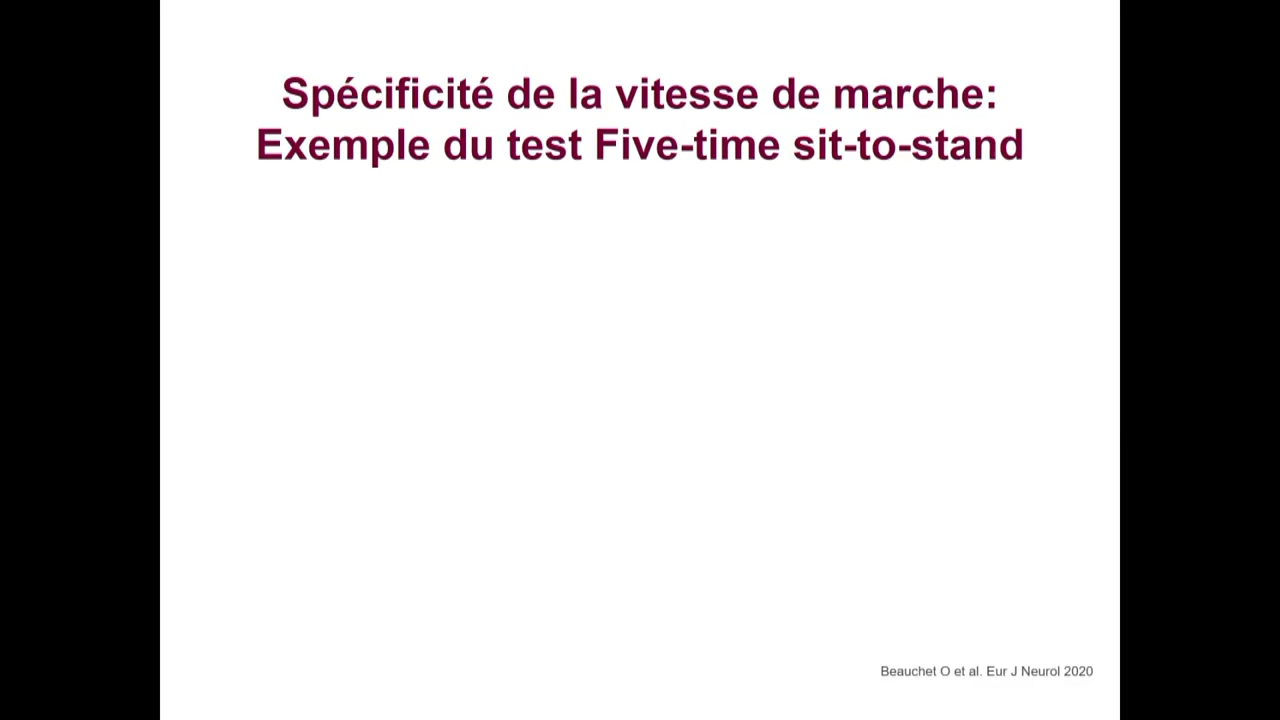 Spécificité de la vitesse de marche:
Exemple du test Five-time sit-to-stand
Beauchet O et al. Eur J Neurol 2020